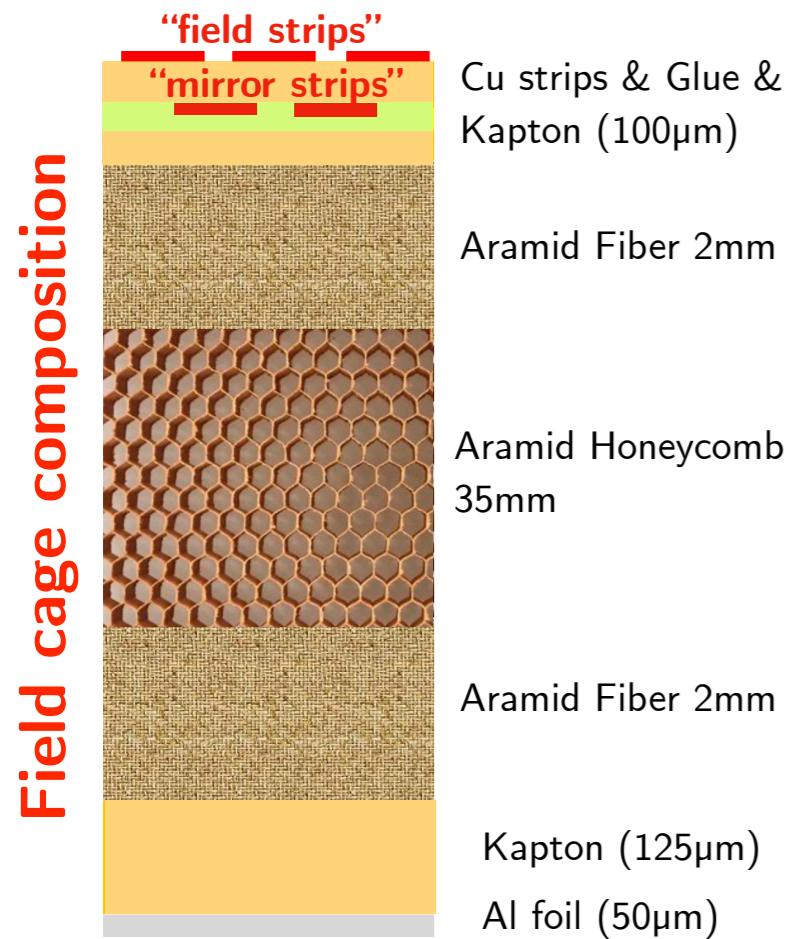 “field strips”
“mirror strips”
Cu strips & Glue &
Kapton (100µm)
Aramid Fiber 2mm
Field cage composition
Aramid Honeycomb
35mm
Aramid Fiber 2mm
Kapton (125µm)
Al foil (50µm)